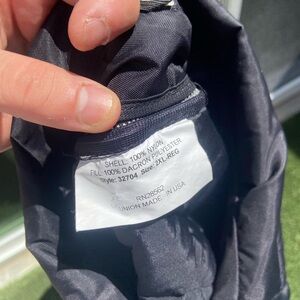 SHELL: 100% NYLON
FILL: 100% DACRON POLYESTER
Style: 32704 Size: 2XL-REG
RN26562
UNION MADE IN USA